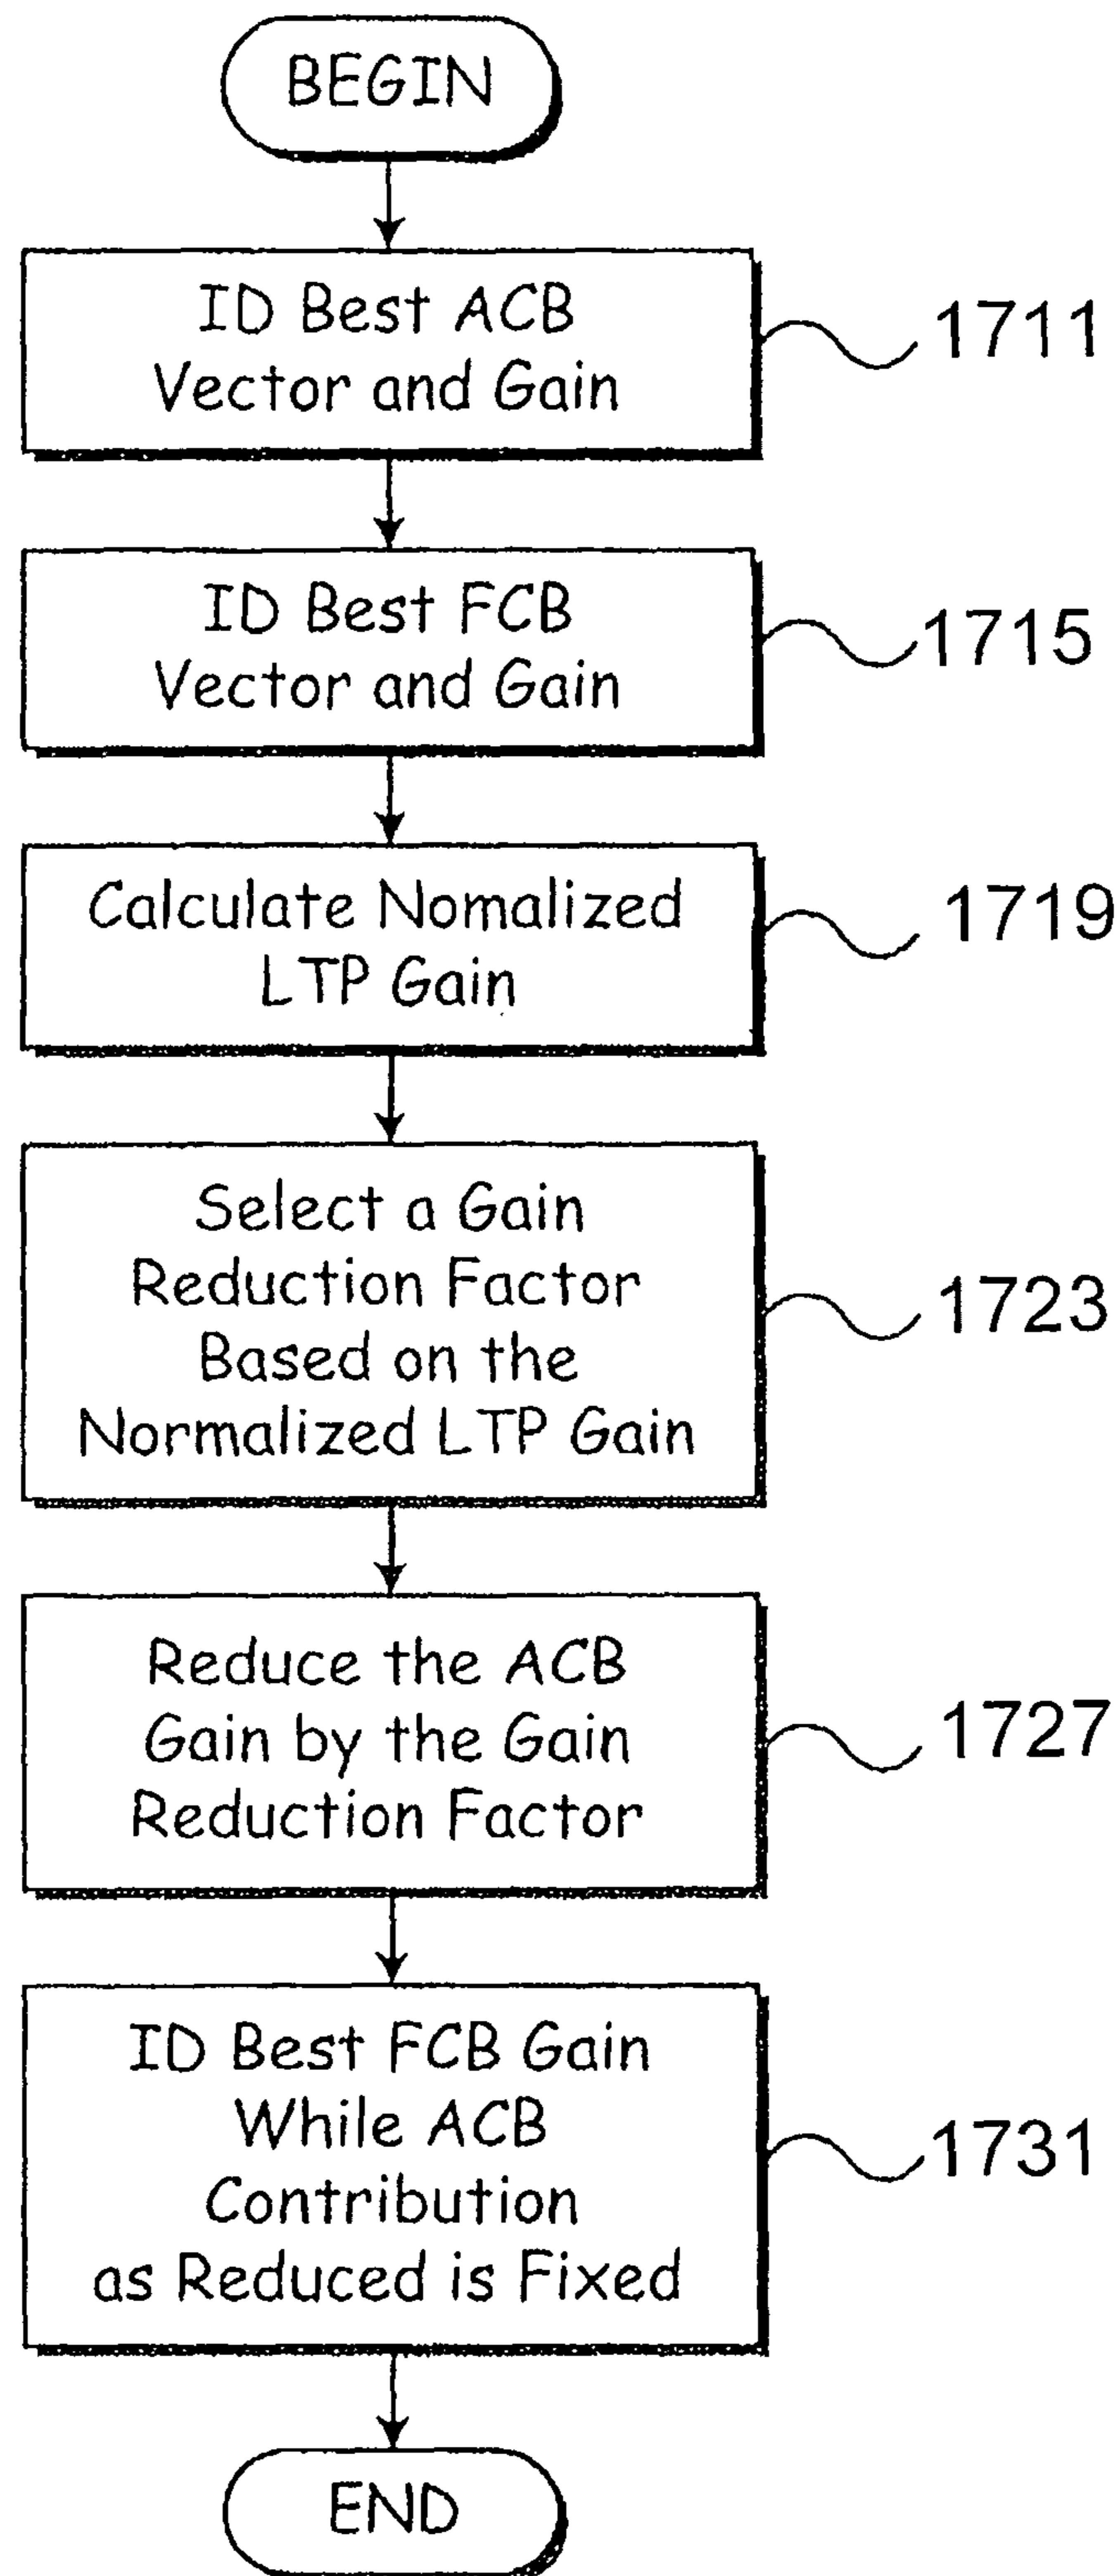 BEGIN
ID Best ACB
Vector and Gain
1711
ID Best FCB
Vector and Gain
1715
Calculate Nomalized
LTP Gain
1719
Select a Gain
Reduction Factor
Based on the
Normalized LTP Gain
1723
Reduce the ACB
Gain by the Gain
Reduction Factor
1727
ID Best FCB Gain
While ACB
Contribution
as Reduced is Fixed
1731
END